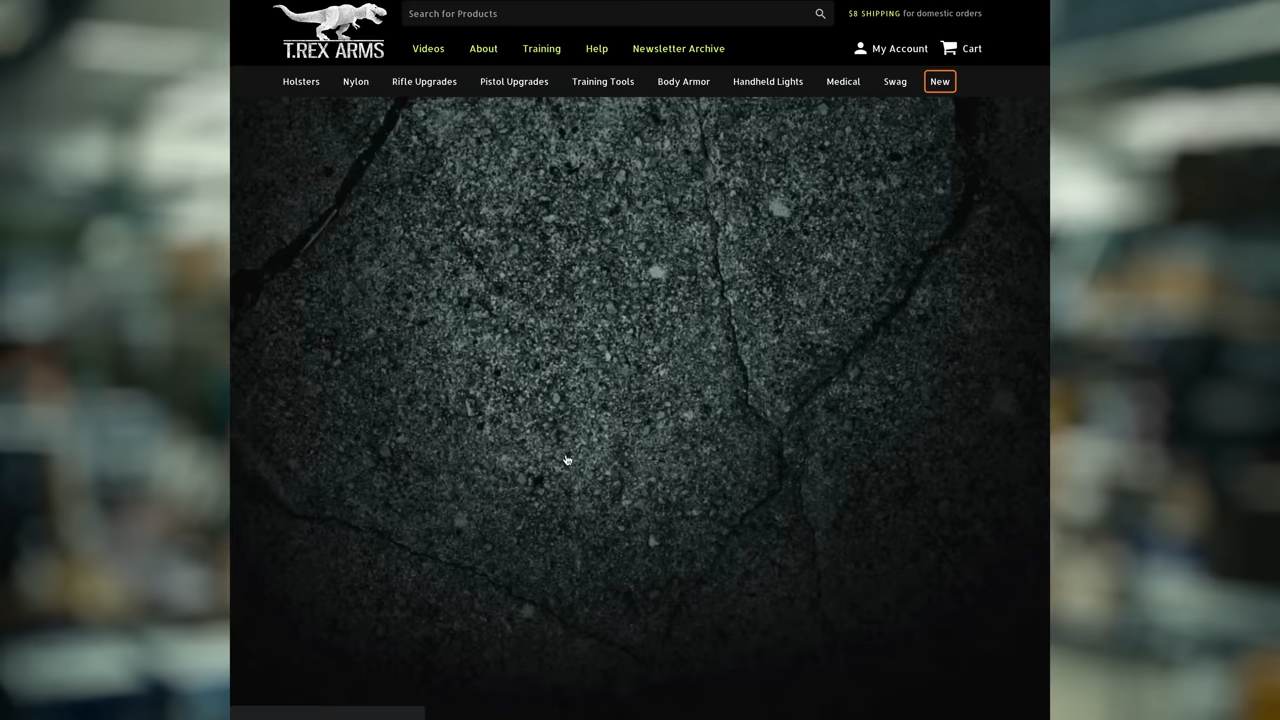 Search for Products
$8 SHIPPING for domestic orders
T.REX ARMS
Videos About Training Help Newsletter Archive My Account Cart
Holsters Nylon Rifle Upgrades Pistol Upgrades Training Tools Body Armor Handheld Lights Medical Swag New